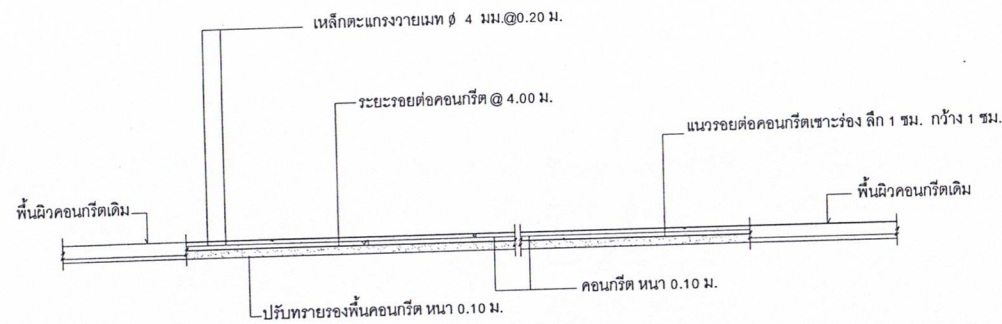 เหล็กตะแกรงวายเมท ∅ 4 มม.@0.20 ม.
ระยะรอยต่อคอนกรีต @ 4.00 ม.
แนวรอยต่อคอนกรีตเซาะร่อง ลึก 1 ซม. กว้าง 1 ซม.
พื้นผิวคอนกรีตเดิม
พื้นผิวคอนกรีตเดิม
คอนกรีต หนา 0.10 ม.
ปรับทรายรองพื้นคอนกรีต หนา 0.10 ม.